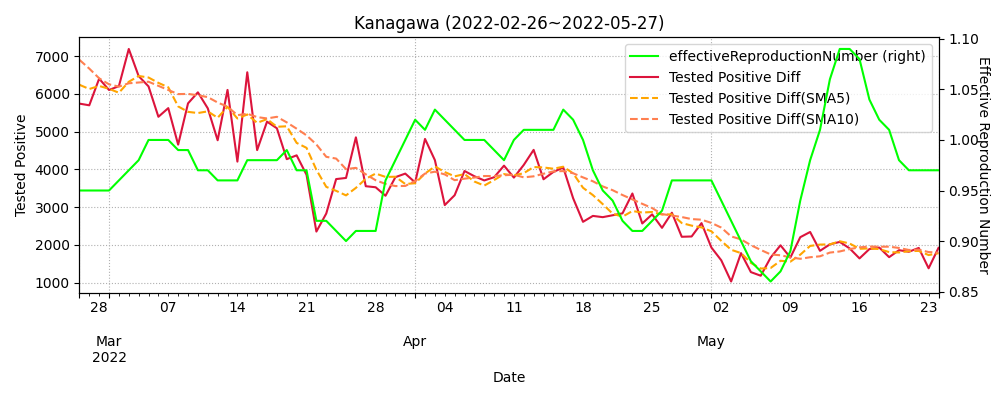 Kanagawa (2022-02-26~2022-05-27)
effectiveReproductionNumber (right)
Tested Positive Diff
Tested Positive Diff(SMA5)
Tested Positive Diff(SMA10)
Tested Positive
7000
6000
5000
4000
3000
2000
1000
Effective Reproduction Number
1.10
1.05
1.00
0.95
0.90
0.85
28 07 14 21 28 04 11 18 25 02 09 16 23
Mar Apr May
2022
Date